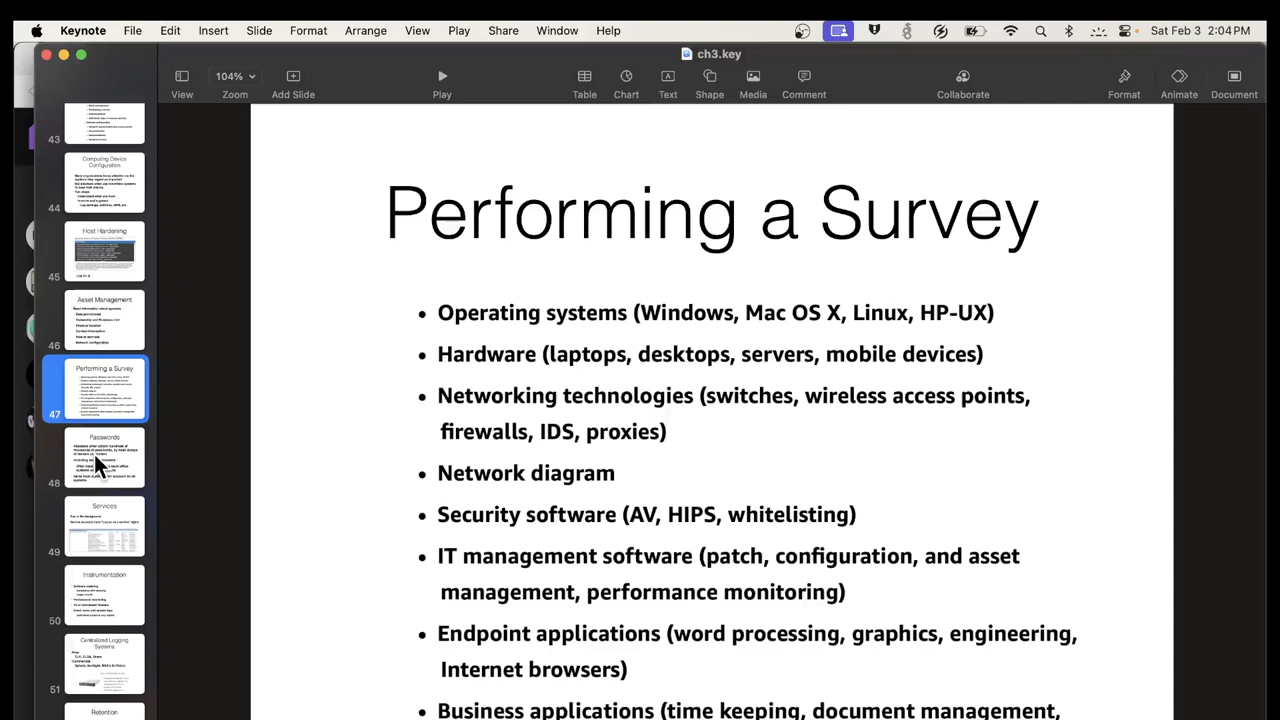 Keynote File Edit Insert Slide Format Arrange View Play Share Window Help Sat Feb 3 2:04 PM
ch3.key
104%
View Zoom Add Slide Play Table Chart Text Shape Media Comment Collaborate Format Animate Document
43
Computing Device
Configuration
44
Host Hardening
45
Asset Management
46
Performing a Survey
47
Passwords
48
Services
49
Instrumentation
50
Centralized Logging
Systems
51
Retention
Performing a Survey
• Operating systems (Windows, Mac OS X, Linux, HP-UX)
• Hardware (laptops, desktops, servers, mobile devices)
• Networking technologies (switches, wireless access points,
firewalls, IDS, proxies)
• Network diagram
• Security software (AV, HIPS, whitelisting)
• IT management software (patch, configuration, and asset
management, performance monitoring)
• Endpoint applications (word processing, graphics, engineering,
Internet browsers)
• Business applications (time keeping, document management,